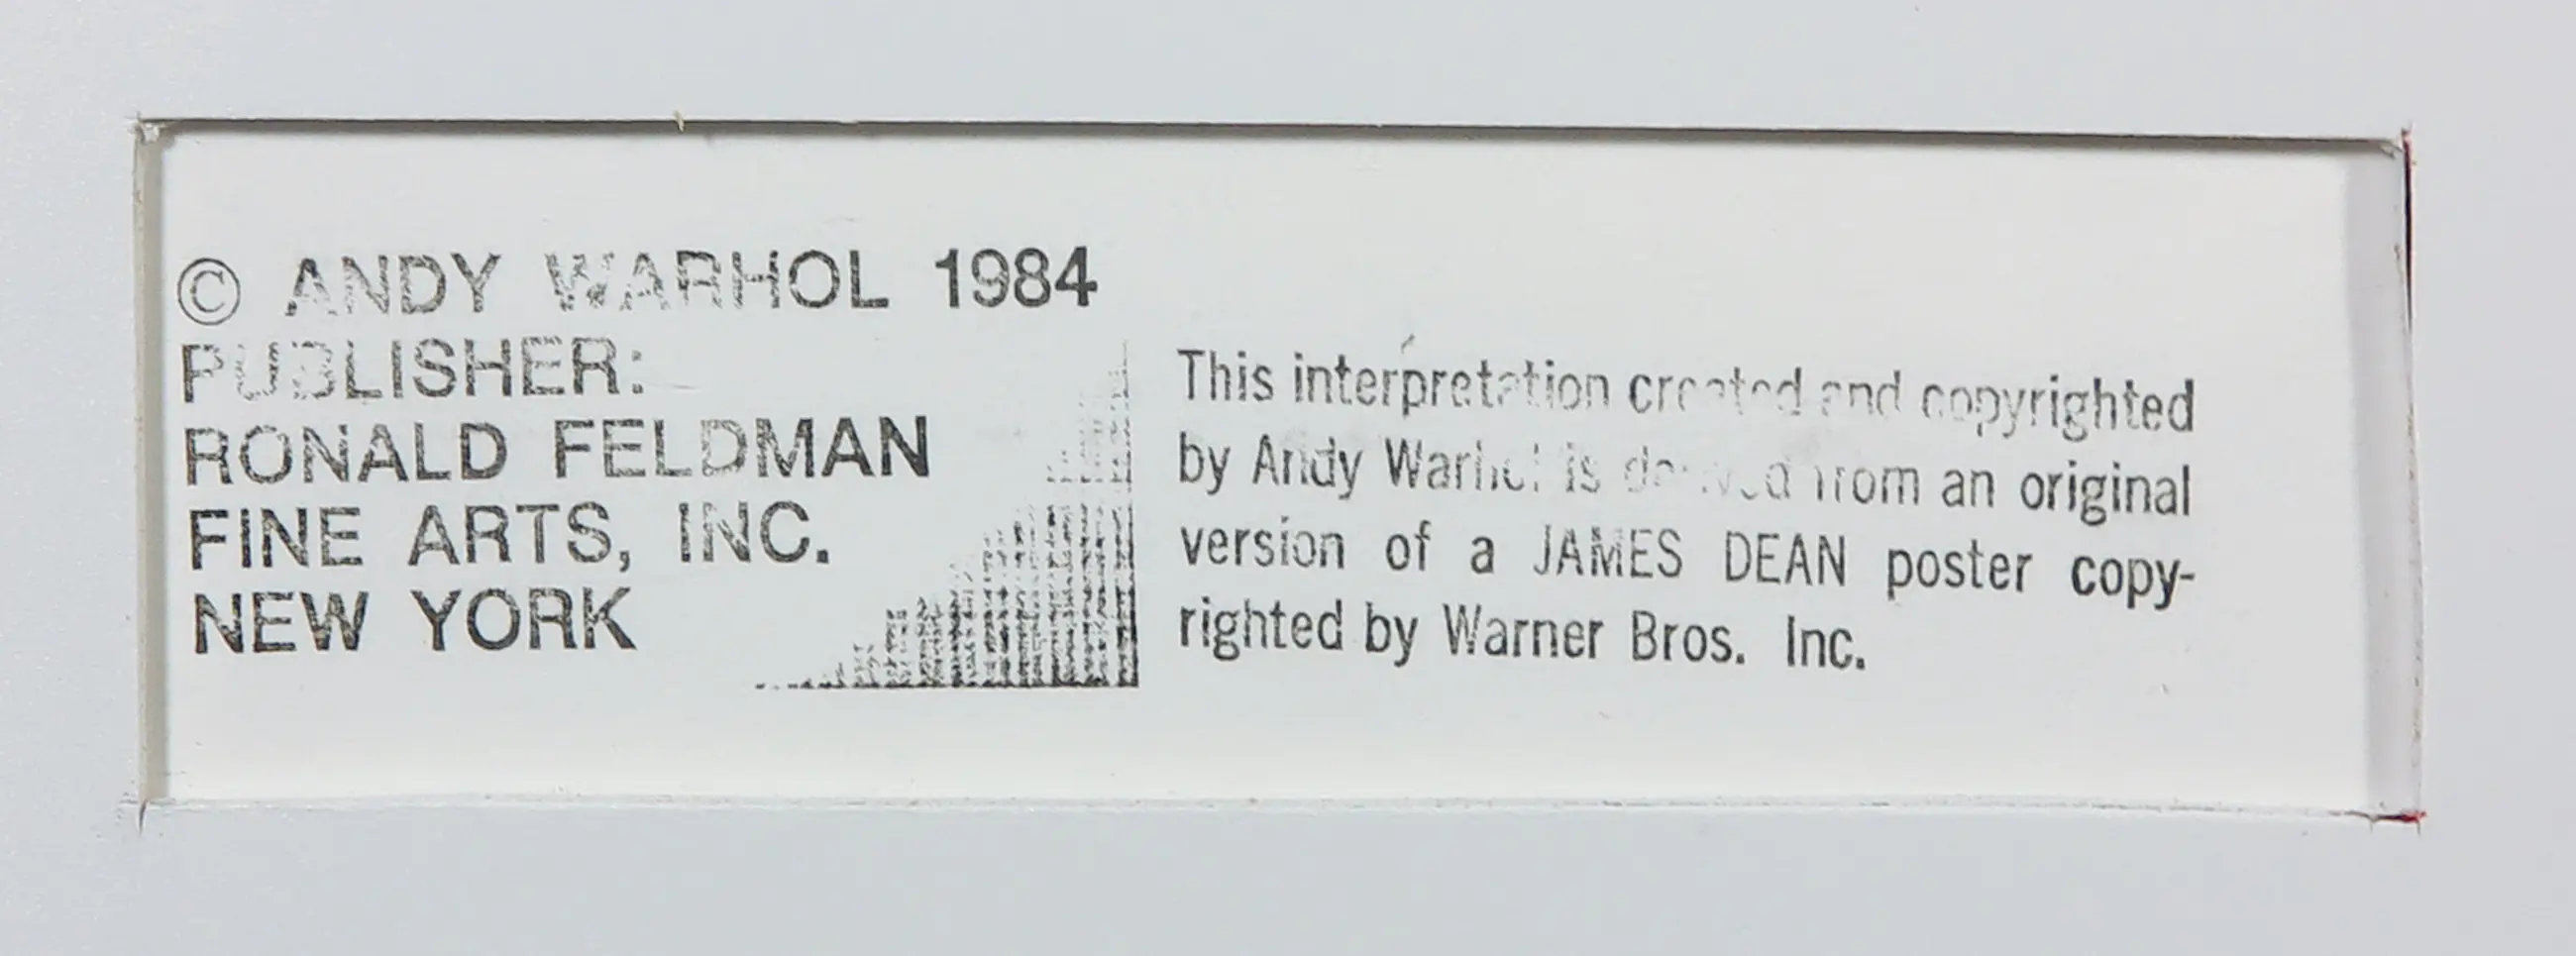 © ANDY WARHOL 1984
PUBLISHER:
RONALD FELDMAN
FINE ARTS, INC.
NEW YORK
This interpretation created and copyrighted
by Andy Warhol is derived from an original
version of a JAMES DEAN poster copy-
righted by Warner Bros. Inc.